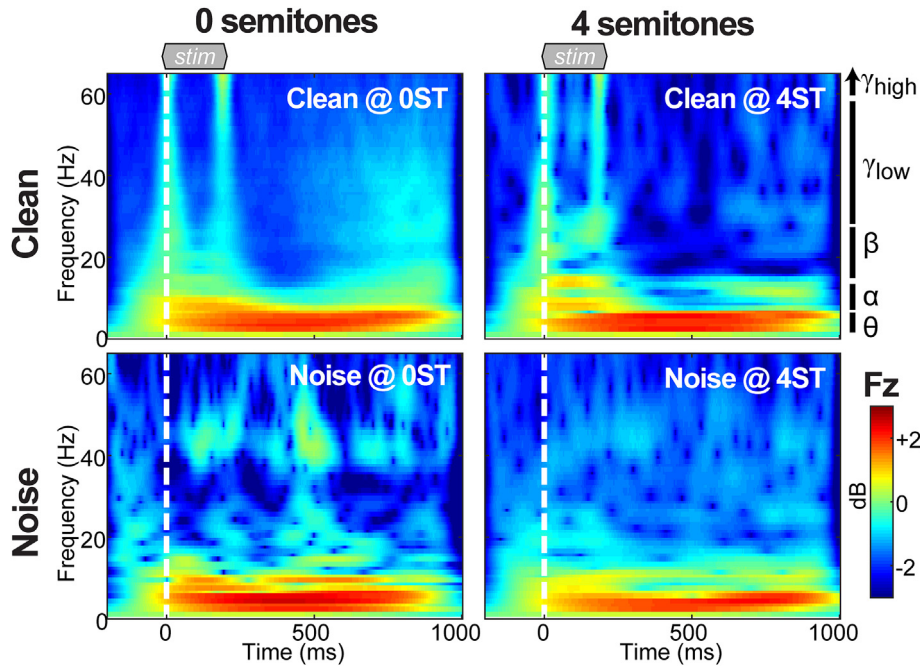 0 semitones
4 semitones
stim
stim
Clean
Frequency (Hz)
60
40
20
0
Clean @ 0ST
Clean @ 4ST
γhigh
γlow
β
α
θ
Noise
Frequency (Hz)
60
40
20
0
Noise @ 0ST
Noise @ 4ST
Fz
dB
+2
0
-2
0
500
1000
Time (ms)
0
500
1000
Time (ms)